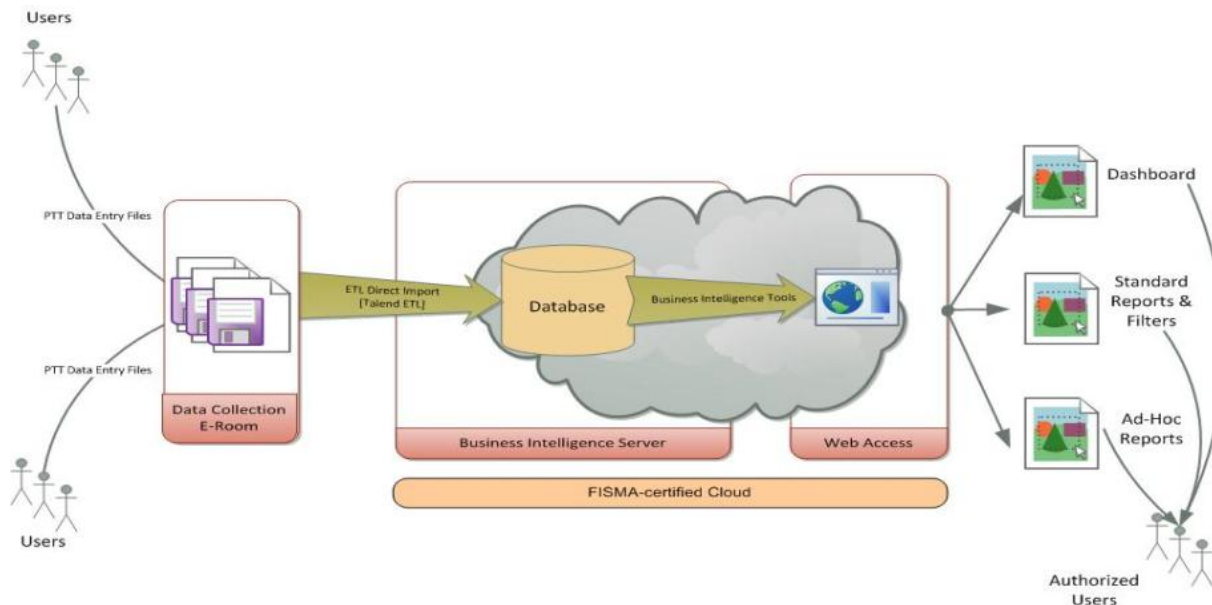 Users
PTT Data Entry Files
PTT Data Entry Files
Users
Data Collection
E-Room
ETL Direct Import
[Talend ETL]
Database
Business Intelligence Tools
Business Intelligence Server
Web Access
FISMA-certified Cloud
Dashboard
Standard
Reports &
Filters
Ad-Hoc
Reports
Authorized
Users